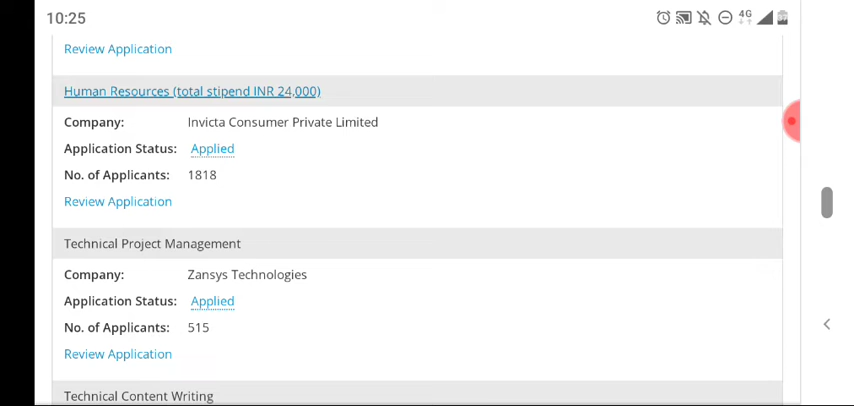 10:25
4G
Review Application
Human Resources (total stipend INR 24,000)
Company: Invicta Consumer Private Limited
Application Status: Applied
No. of Applicants: 1818
Review Application
Technical Project Management
Company: Zansys Technologies
Application Status: Applied
No. of Applicants: 515
Review Application
Technical Content Writing